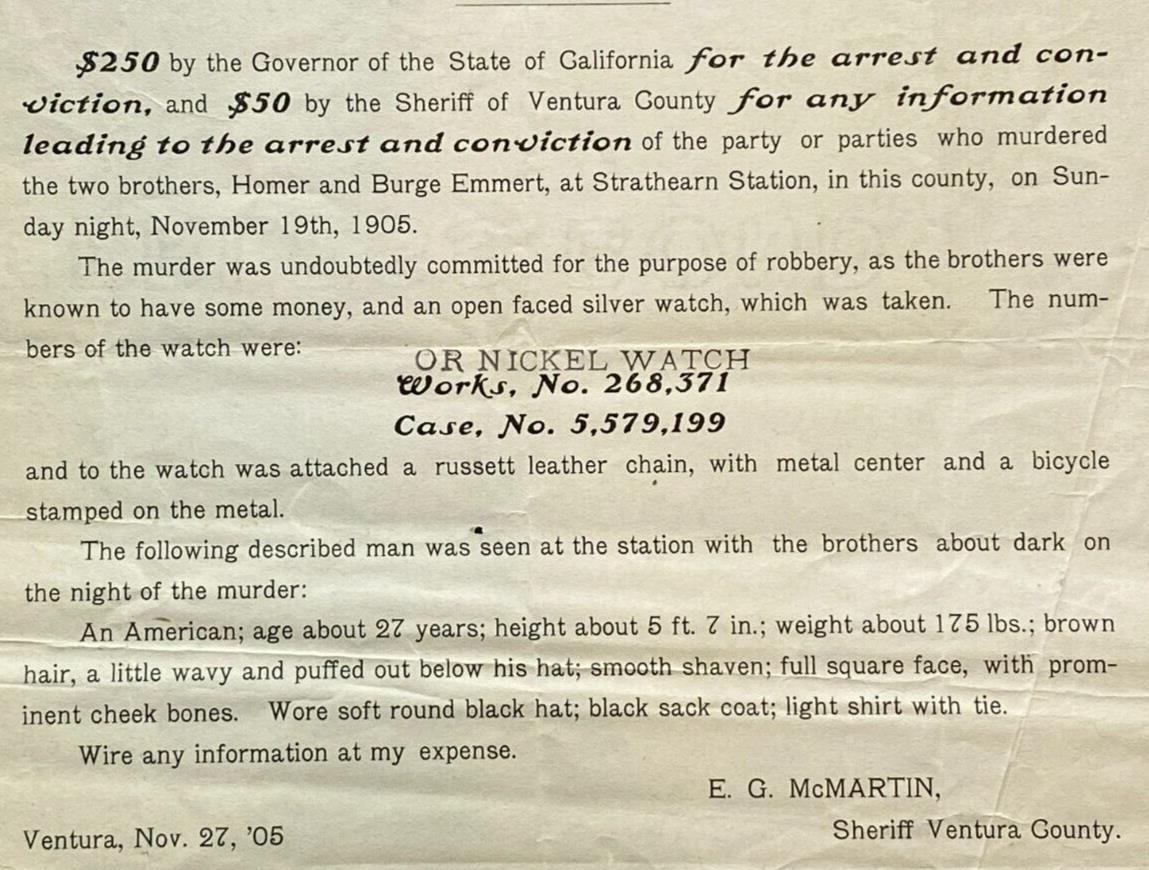 $250 by the Governor of the State of California for the arrest and con-
viction, and $50 by the Sheriff of Ventura County for any information
leading to the arrest and conviction of the party or parties who murdered
the two brothers, Homer and Burge Emmert, at Strathearn Station, in this county, on Sun-
day night, November 19th, 1905.
The murder was undoubtedly committed for the purpose of robbery, as the brothers were
known to have some money, and an open faced silver watch, which was taken. The num-
bers of the watch were:
OR NICKEL WATCH
Works, No. 268,371
Case, No. 5,579,199
and to the watch was attached a russett leather chain, with metal center and a bicycle
stamped on the metal.
The following described man was seen at the station with the brothers about dark on
the night of the murder:
An American; age about 27 years; height about 5 ft. 7 in.; weight about 175 lbs.; brown
hair, a little wavy and puffed out below his hat; smooth shaven; full square face, with prom-
inent cheek bones. Wore soft round black hat; black sack coat; light shirt with tie.
Wire any information at my expense.
E. G. McMARTIN,
Ventura, Nov. 27, '05 Sheriff Ventura County.